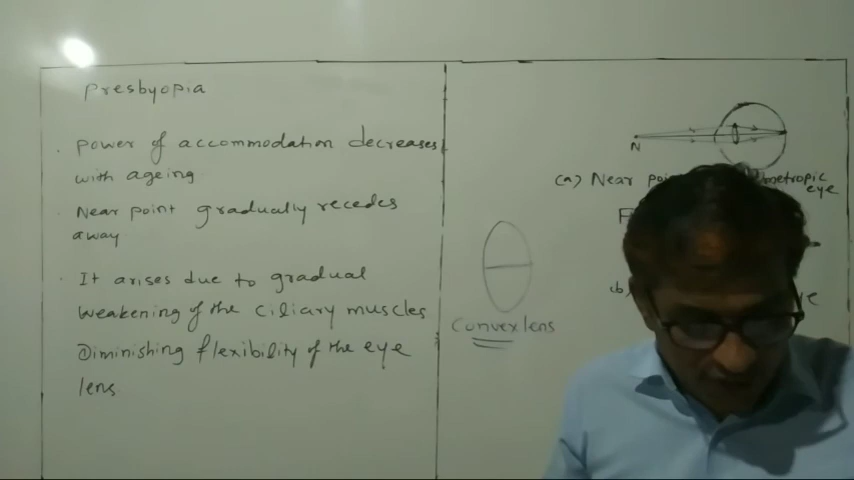 Presbyopia
. Power of accommodation decreases
with ageing
. Near point gradually recedes
away
. It arises due to gradual
weakening of the ciliary muscles
Diminishing flexibility of the eye
lens
Convex lens
N
(a) Near
metropic
eye
(b)